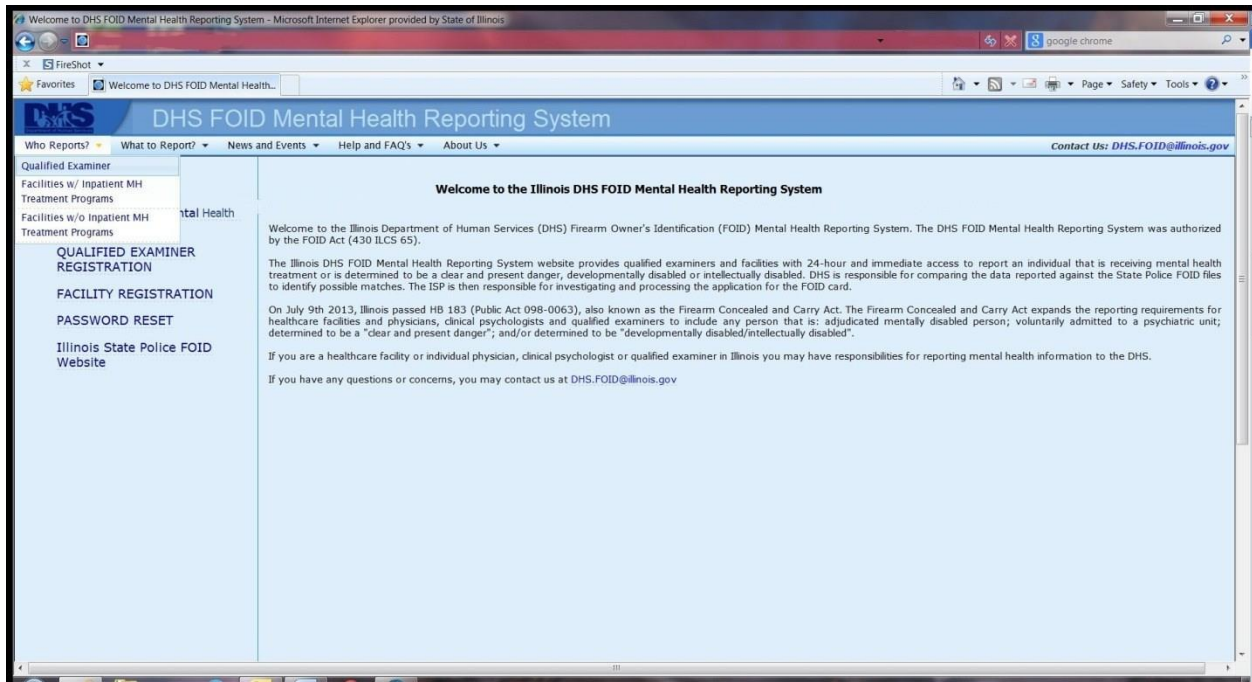 Welcome to DHS FOID Mental Health Reporting System - Microsoft Internet Explorer provided by State of Illinois
google chrome
X FireShot
Favorites Welcome to DHS FOID Mental Health... Page Safety Tools
DHS DHS FOID Mental Health Reporting System
Who Reports? What to Report? News and Events Help and FAQ's About Us Contact Us: DHS.FOID@illinois.gov
Qualified Examiner
Facilities w/ Inpatient MH
Treatment Programs
Facilities w/o Inpatient MH
Treatment Programs
ntal Health
QUALIFIED EXAMINER
REGISTRATION
FACILITY REGISTRATION
PASSWORD RESET
Illinois State Police FOID
Website
Welcome to the Illinois DHS FOID Mental Health Reporting System
Welcome to the Illinois Department of Human Services (DHS) Firearm Owner's Identification (FOID) Mental Health Reporting System. The DHS FOID Mental Health Reporting System was authorized
by the FOID Act (430 ILCS 65).
The Illinois DHS FOID Mental Health Reporting System website provides qualified examiners and facilities with 24-hour and immediate access to report an individual that is receiving mental health
treatment or is determined to be a clear and present danger, developmentally disabled or intellectually disabled. DHS is responsible for comparing the data reported against the State Police FOID files
to identify possible matches. The ISP is then responsible for investigating and processing the application for the FOID card.
On July 9th 2013, Illinois passed HB 183 (Public Act 098-0063), also known as the Firearm Concealed and Carry Act. The Firearm Concealed and Carry Act expands the reporting requirements for
healthcare facilities and physicians, clinical psychologists and qualified examiners to include any person that is: adjudicated mentally disabled person; voluntarily admitted to a psychiatric unit;
determined to be a "clear and present danger"; and/or determined to be "developmentally disabled/intellectually disabled".
If you are a healthcare facility or individual physician, clinical psychologist or qualified examiner in Illinois you may have responsibilities for reporting mental health information to the DHS.
If you have any questions or concerns, you may contact us at DHS.FOID@illinois.gov